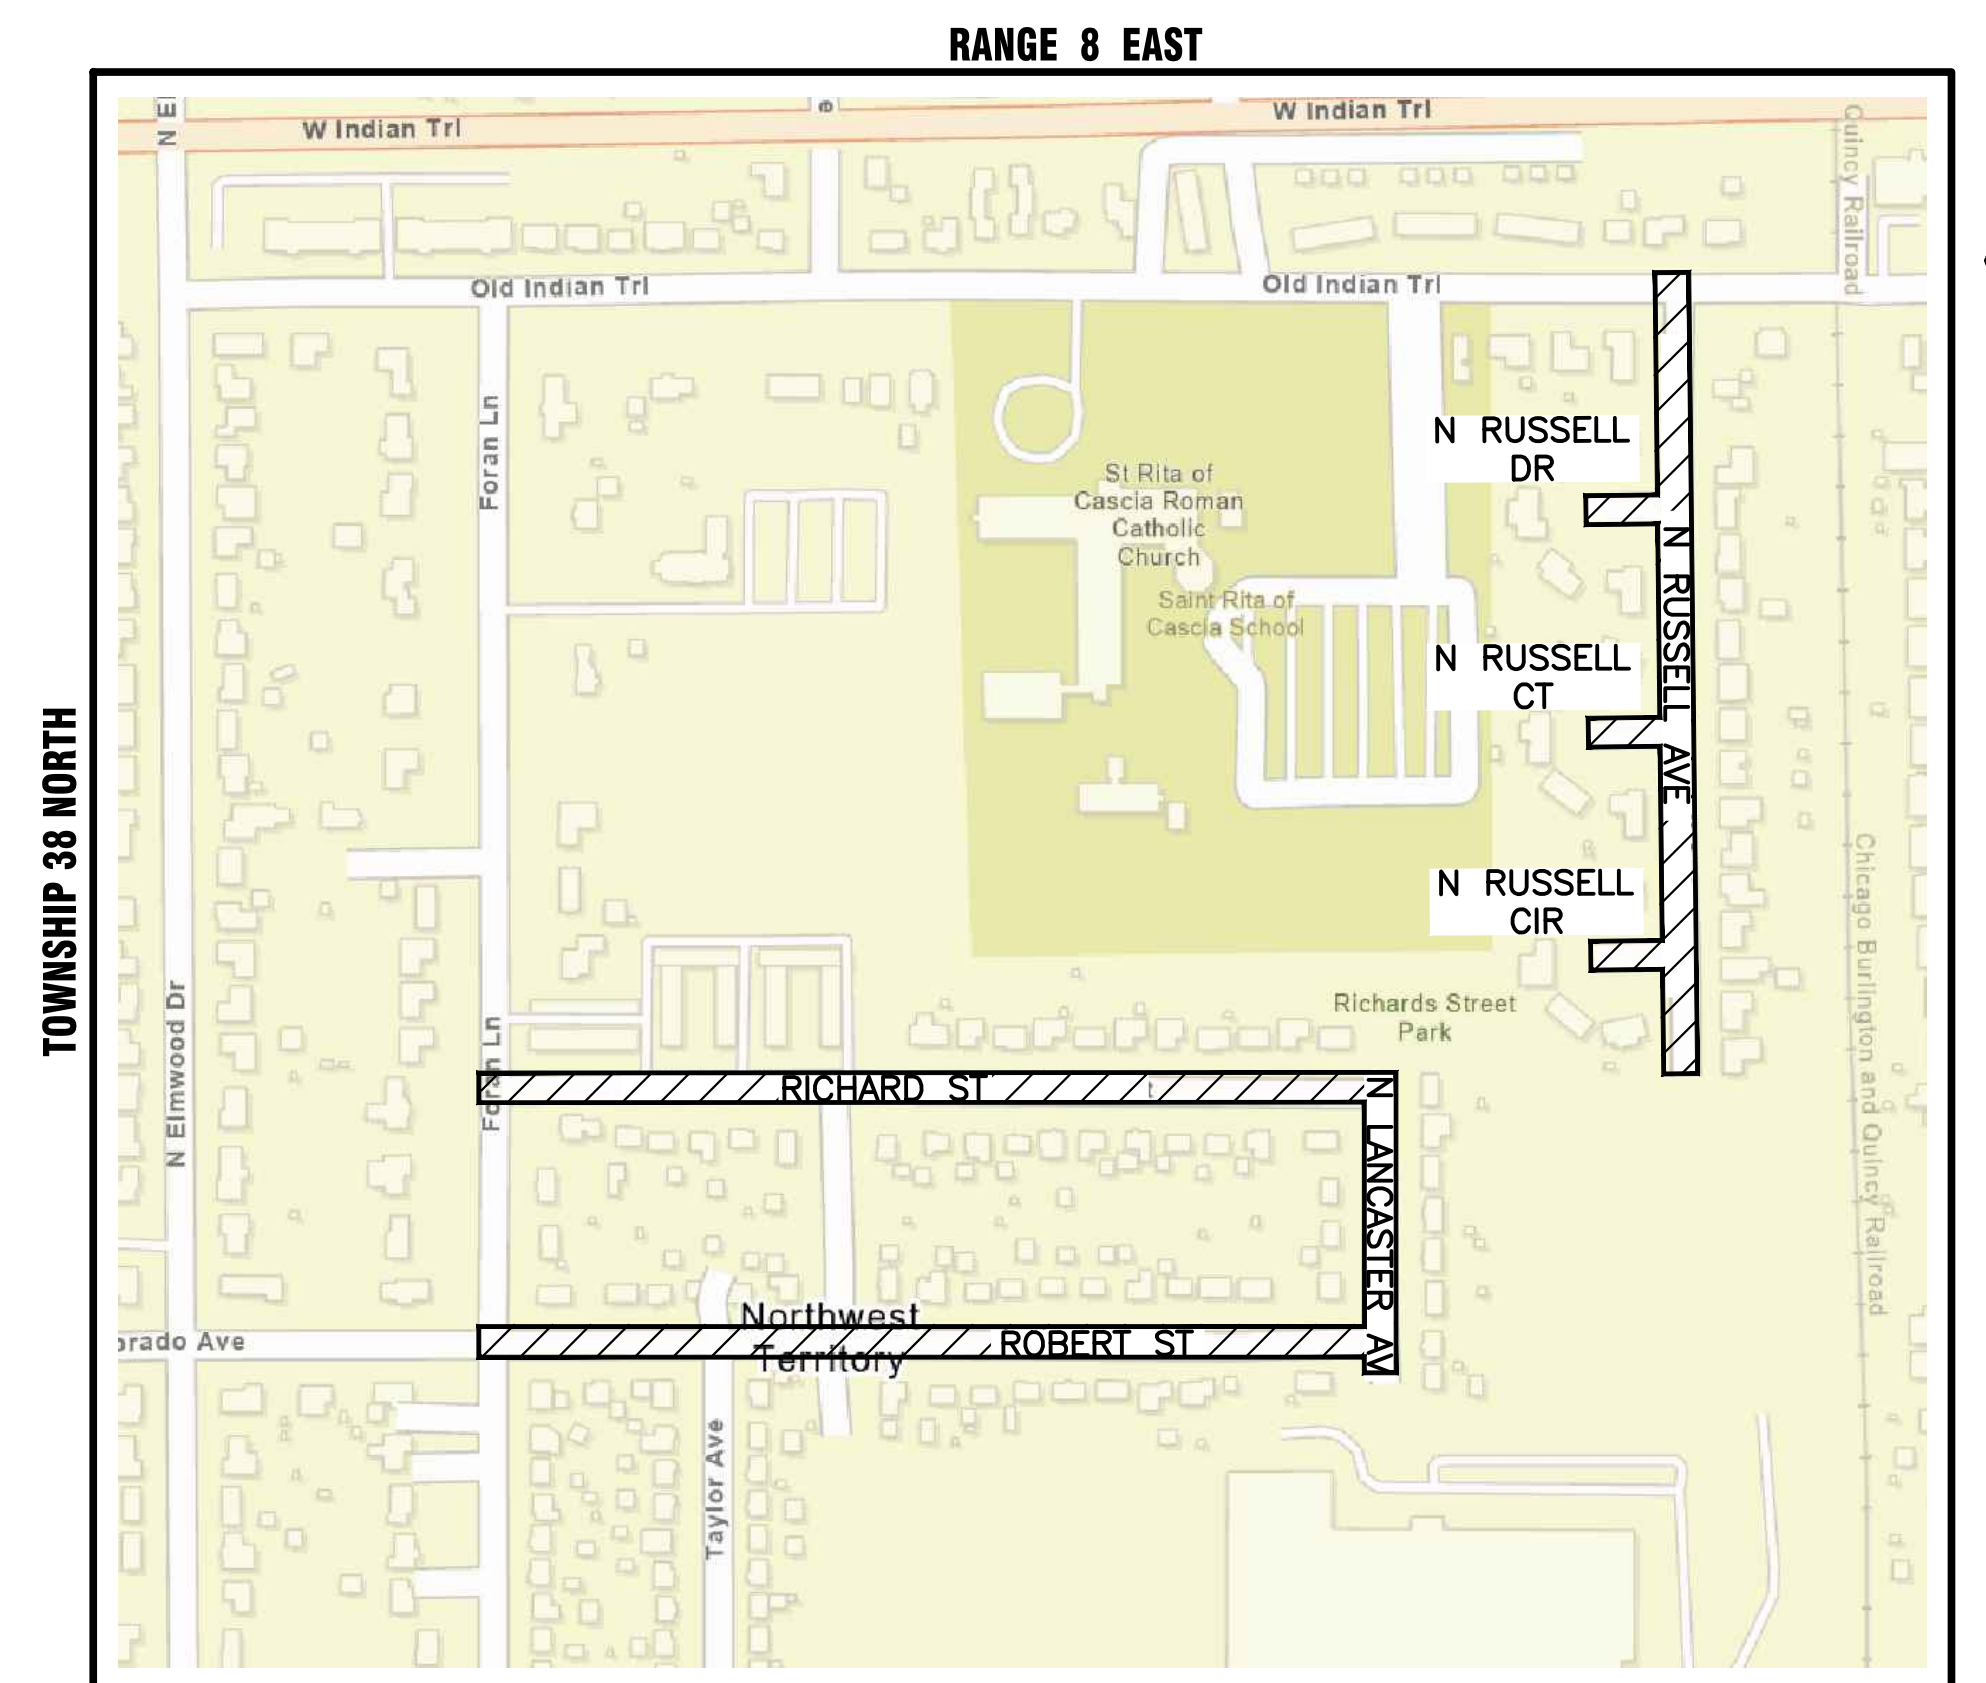 RANGE 8 EAST
TOWNSHIP 38 NORTH
W Indian Trl
W Indian Trl
Quincy Railroad
Old Indian Trl
Old Indian Trl
Foran Ln
N RUSSELL
DR
St Rita of
Cascia Roman
Catholic
Church
Saint Rita of
Cascia School
N RUSSELL AVE
N RUSSELL
CT
N RUSSELL
CIR
Chicago Burlington and Quincy Railroad
N Elmwood Dr
Foran Ln
Richards Street
Park
RICHARD ST
N LANCASTER AV
Northwest
Territory
ROBERT ST
Taylor Ave